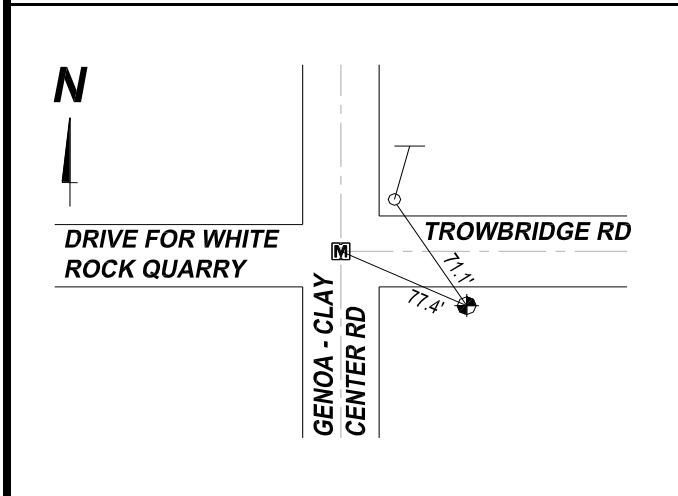 N
DRIVE FOR WHITE
ROCK QUARRY
TROWBRIDGE RD
M
71.1'
77.4'
GENOA - CLAY
CENTER RD